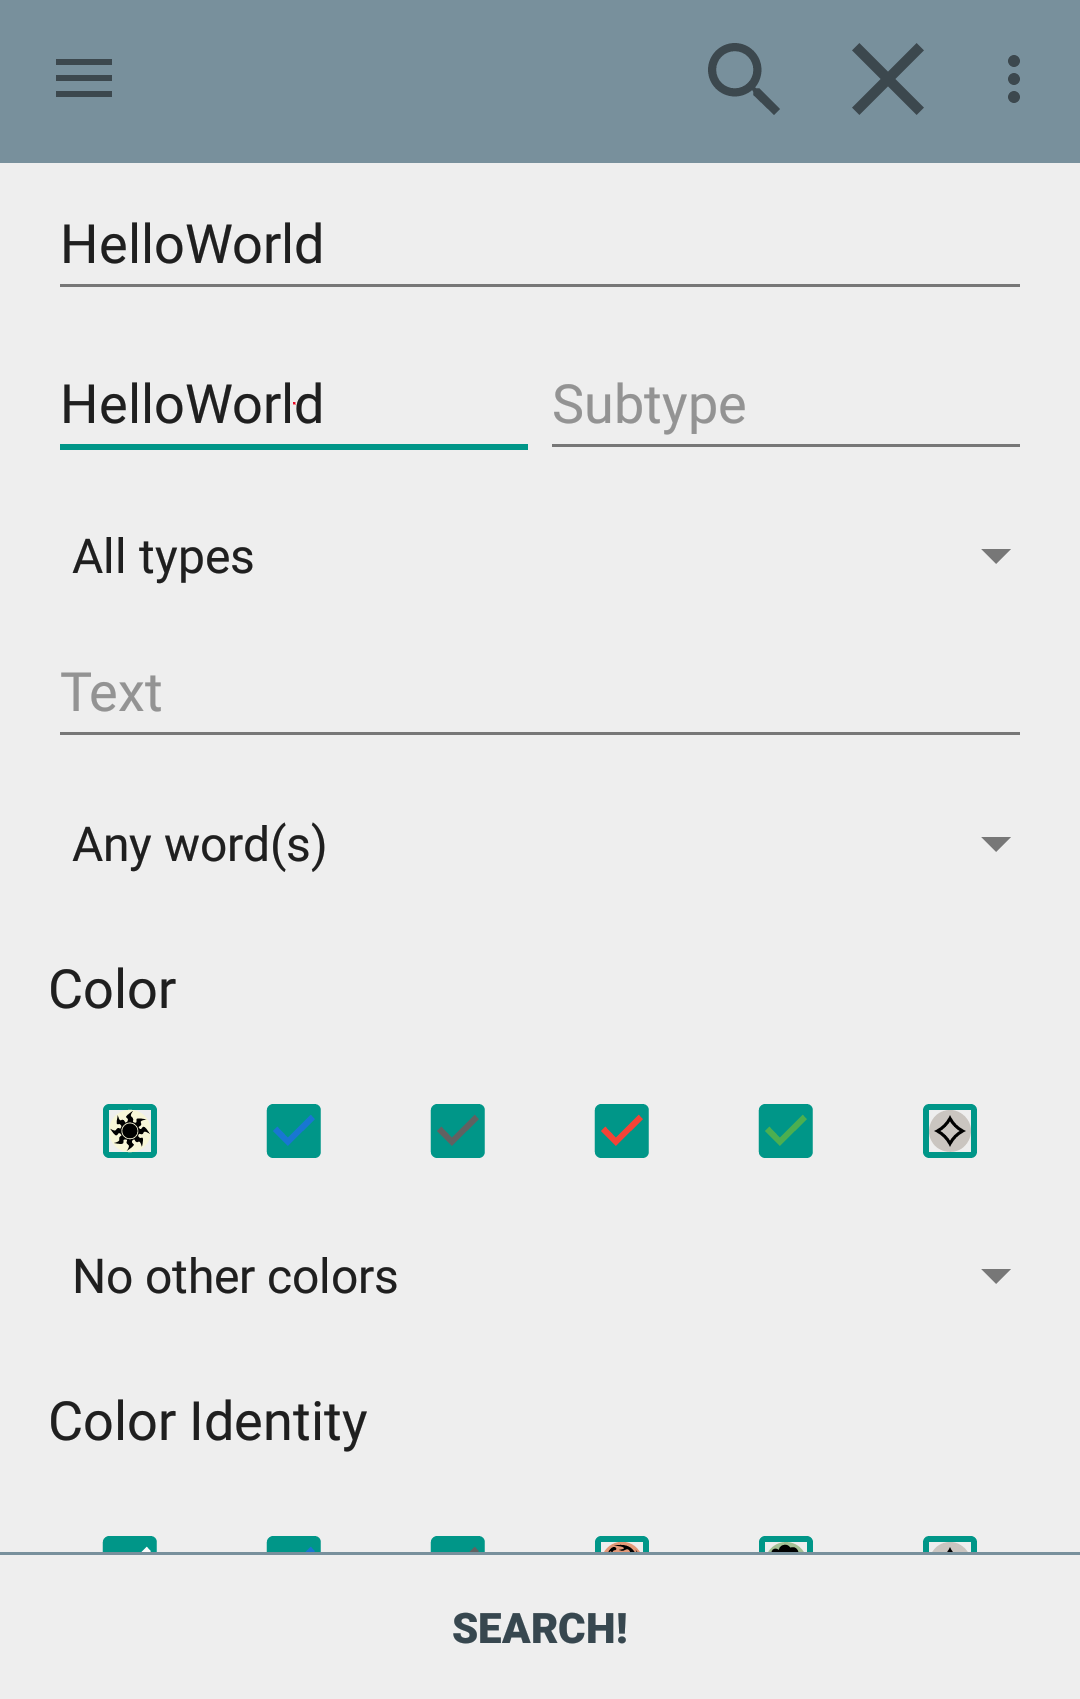 HelloWorld
HelloWorld Subtype
All types
Text
Any word(s)
Color
No other colors
Color Identity
SEARCH!